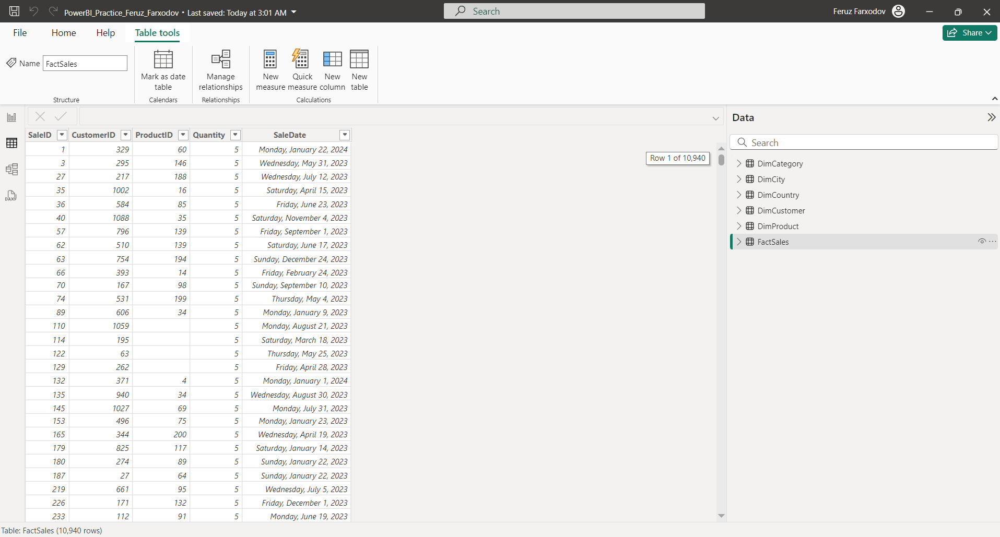 PowerBI_Practice_Feruz_Farxodov • Last saved: Today at 3:01 AM
Search
Feruz Farxodov
File Home Help Table tools
Share
Name FactSales
Mark as date table
Manage relationships
New measure
Quick measure
New column
New table
Structure Calendars Relationships Calculations
DAX
SaleID CustomerID ProductID Quantity SaleDate
1 329 60 5 Monday, January 22, 2024
3 295 146 5 Wednesday, May 31, 2023
27 217 188 5 Wednesday, July 12, 2023
35 1002 16 5 Saturday, April 15, 2023
36 584 85 5 Friday, June 23, 2023
40 1088 35 5 Saturday, November 4, 2023
57 796 139 5 Friday, September 1, 2023
62 510 139 5 Saturday, June 17, 2023
63 754 194 5 Sunday, December 24, 2023
66 393 14 5 Friday, February 24, 2023
70 167 98 5 Sunday, September 10, 2023
74 531 199 5 Thursday, May 4, 2023
89 606 34 5 Monday, January 9, 2023
110 1059 5 Monday, August 21, 2023
114 195 5 Saturday, March 18, 2023
122 63 5 Thursday, May 25, 2023
129 262 5 Friday, April 28, 2023
132 371 4 5 Monday, January 1, 2024
135 940 34 5 Wednesday, August 30, 2023
145 1027 69 5 Monday, July 31, 2023
153 496 75 5 Monday, January 23, 2023
165 344 200 5 Wednesday, April 19, 2023
179 825 117 5 Saturday, January 14, 2023
180 274 89 5 Sunday, January 22, 2023
187 27 64 5 Sunday, January 22, 2023
219 661 95 5 Wednesday, July 5, 2023
226 171 132 5 Friday, December 1, 2023
233 112 91 5 Monday, June 19, 2023
Row 1 of 10,940
Data
Search
DimCategory
DimCity
DimCountry
DimCustomer
DimProduct
FactSales
Table: FactSales (10,940 rows)